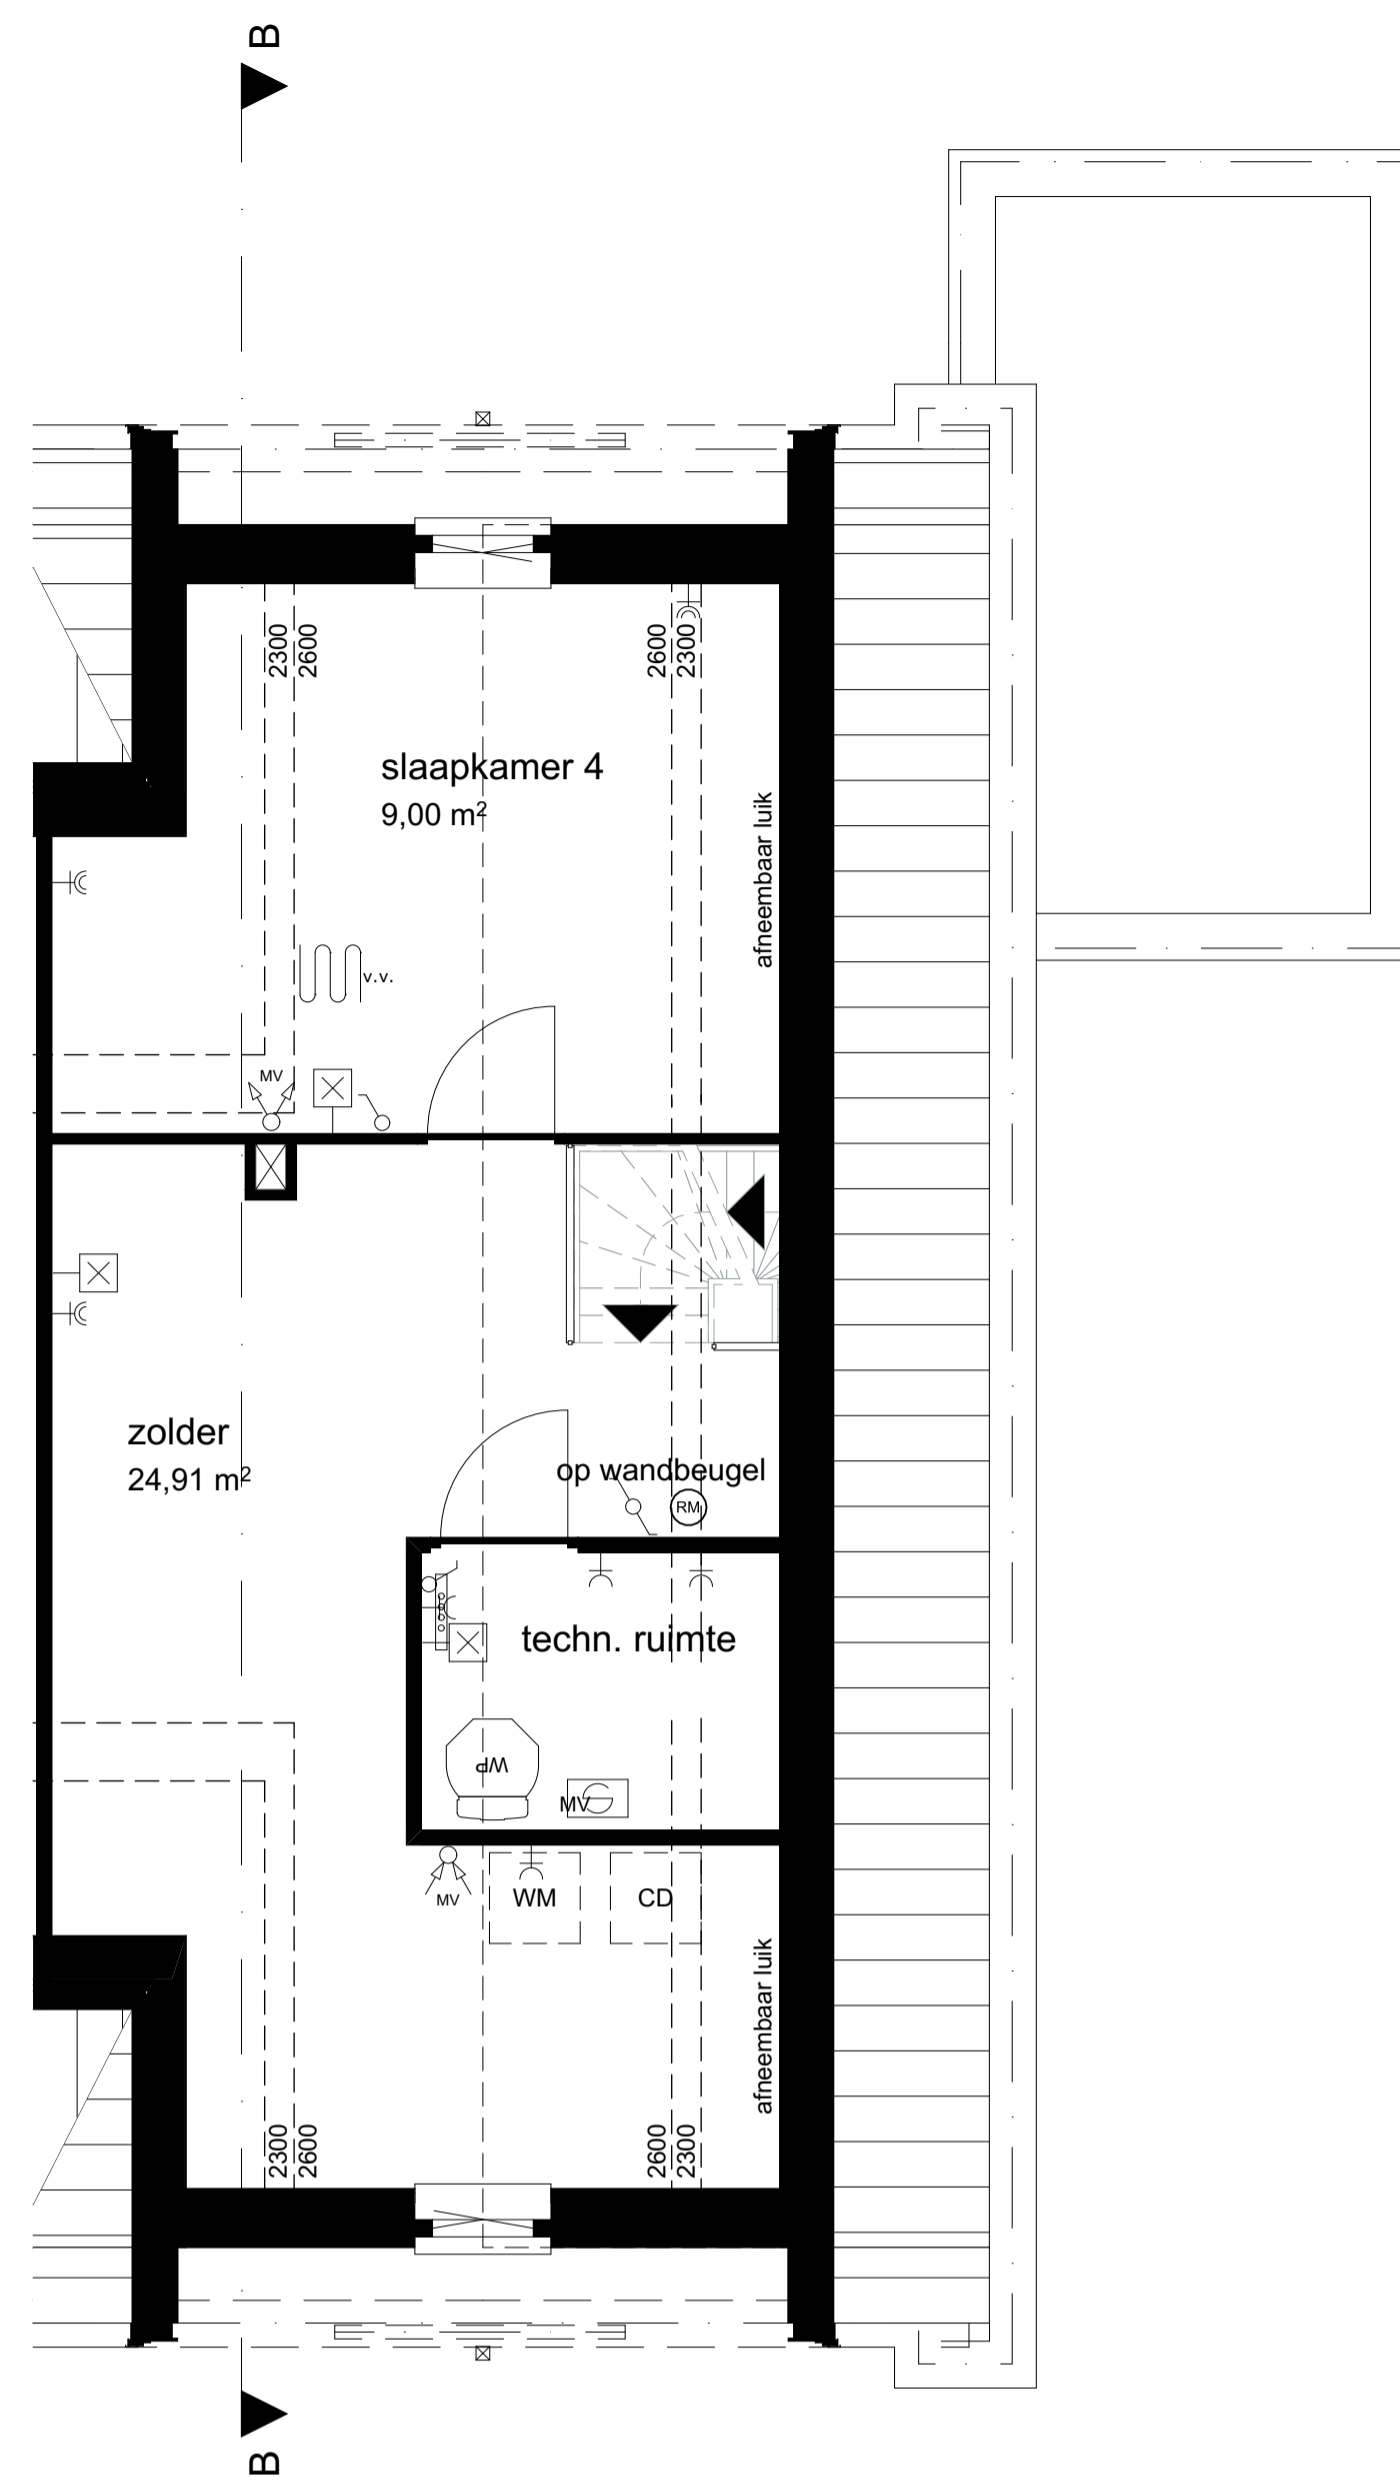 B
2300
2600
2600
2300
slaapkamer 4
9,00 m²
afneembaar luik
v.v.
MV
zolder
24,91 m²
op wandbeugel
RM
techn. ruimte
WP
MV
MV
WM
CD
afneembaar luik
2300
2600
2600
2300
B